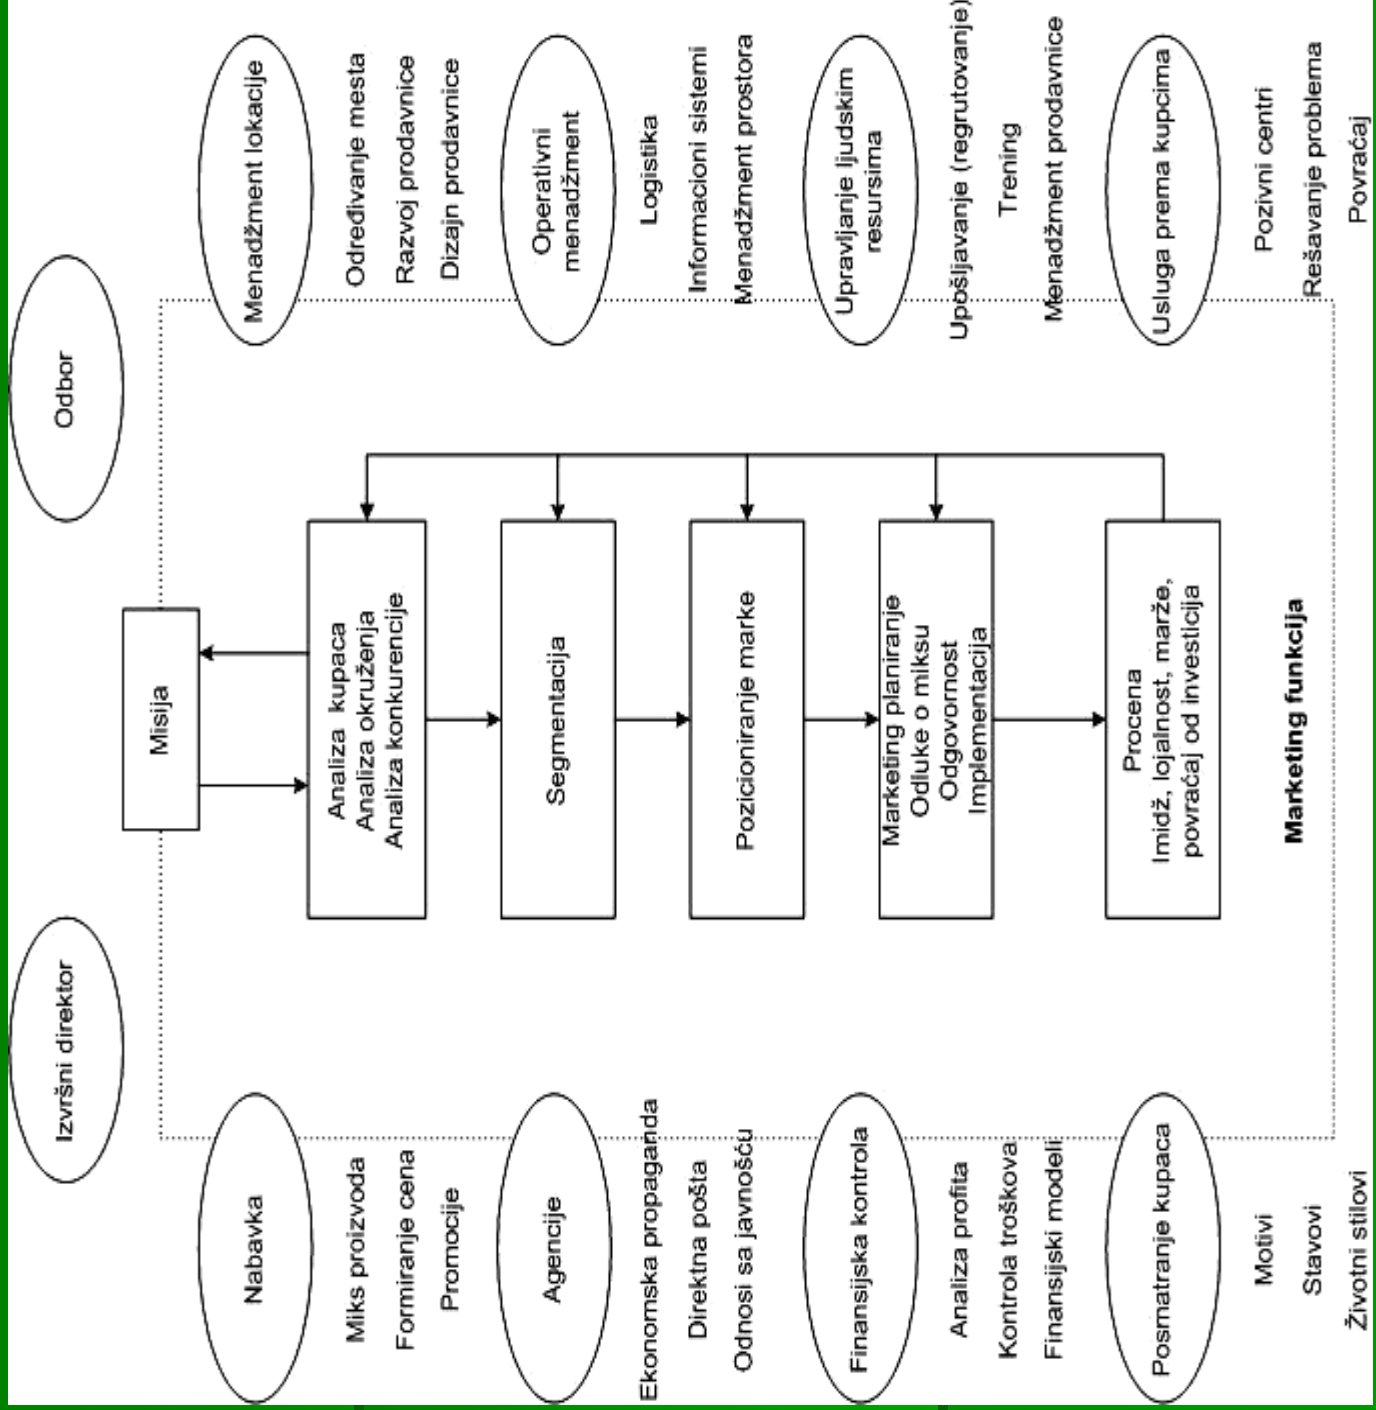 Izvršni direktor
Odbor
Misija
Nabavka
Miks proizvoda
Formiranje cena
Promocije
Agencije
Ekonomska propaganda
Direktna pošta
Odnosi sa javnošću
Finansijska kontrola
Analiza profita
Kontrola troškova
Finansijski modeli
Posmatranje kupaca
Motivi
Stavovi
Životni stilovi
Analiza kupaca
Analiza okruženja
Analiza konkurencije
Segmentacija
Pozicioniranje marke
Marketing planiranje
Odluke o miksu
Odgovornost
Implementacija
Procena
Imidž, lojalnost, marže,
povraćaj od investicija
Marketing funkcija
Menadžment lokacije
Određivanje mesta
Razvoj prodavnice
Dizajn prodavnice
Operativni
menadžment
Logistika
Informacioni sistemi
Menadžment prostora
Upravljanje ljudskim
resursima
Upošljavanje (regrutovanje)
Trening
Menadžment prodavnice
Usluga prema kupcima
Pozivni centri
Rešavanje problema
Povraćaj